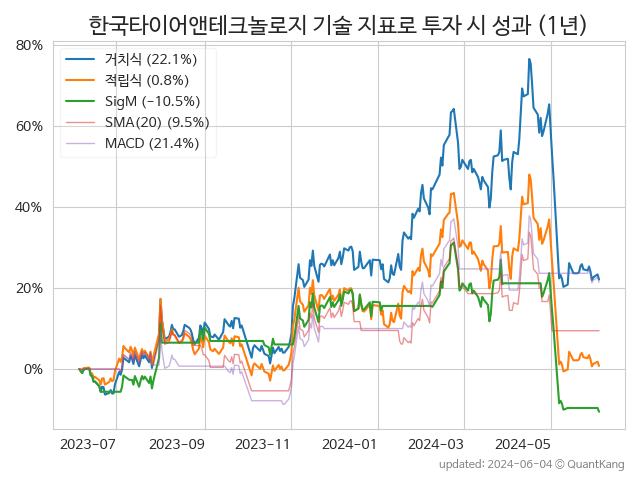 한국타이어앤테크놀로지 기술 지표로 투자 시 성과 (1년)
80%
60%
40%
20%
0%
거치식 (22.1%)
적립식 (0.8%)
SigM (-10.5%)
SMA(20) (9.5%)
MACD (21.4%)
2023-07 2023-09 2023-11 2024-01 2024-03 2024-05
updated: 2024-06-04 © QuantKang